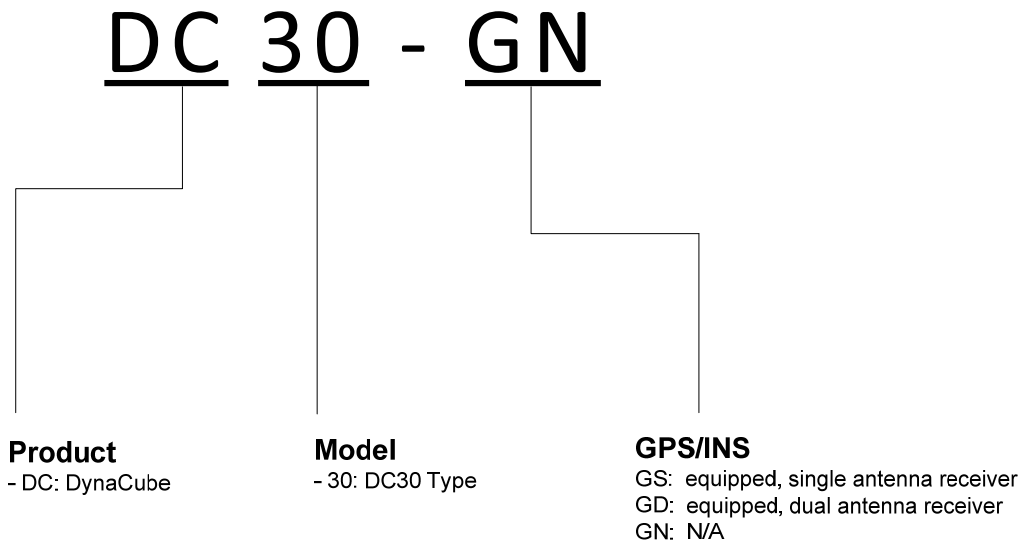 DC 30 - GN
Product
- DC: DynaCube
Model
- 30: DC30 Type
GPS/INS
GS: equipped, single antenna receiver
GD: equipped, dual antenna receiver
GN: N/A